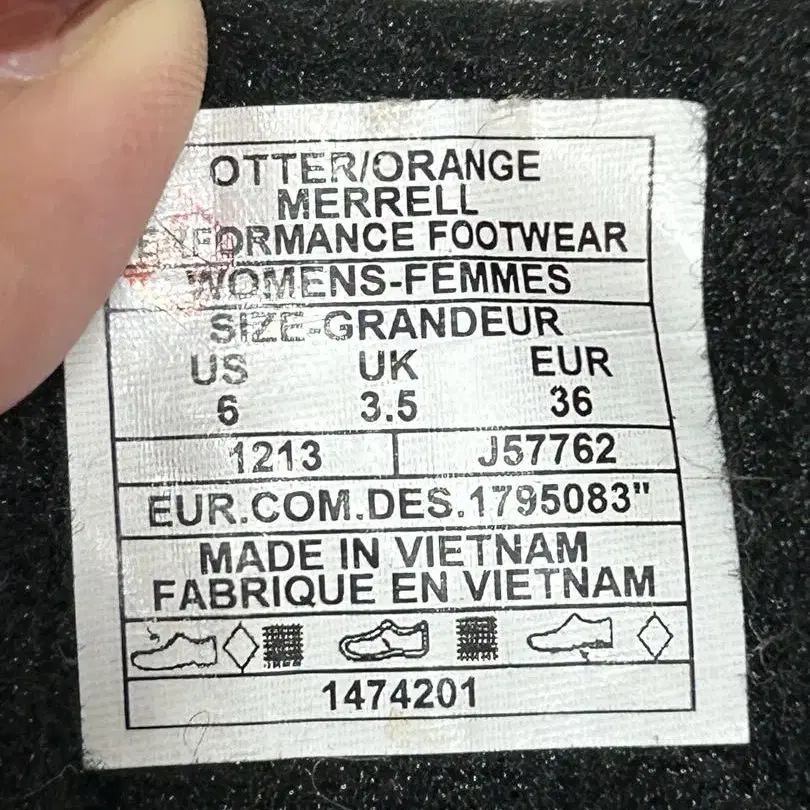 OTTER/ORANGE
MERRELL
PERFORMANCE FOOTWEAR
WOMENS-FEMMES
SIZE-GRANDEUR
US UK EUR
6 3.5 36
1213 J57762
EUR.COM.DES.1795083"
MADE IN VIETNAM
FABRIQUE EN VIETNAM
1474201